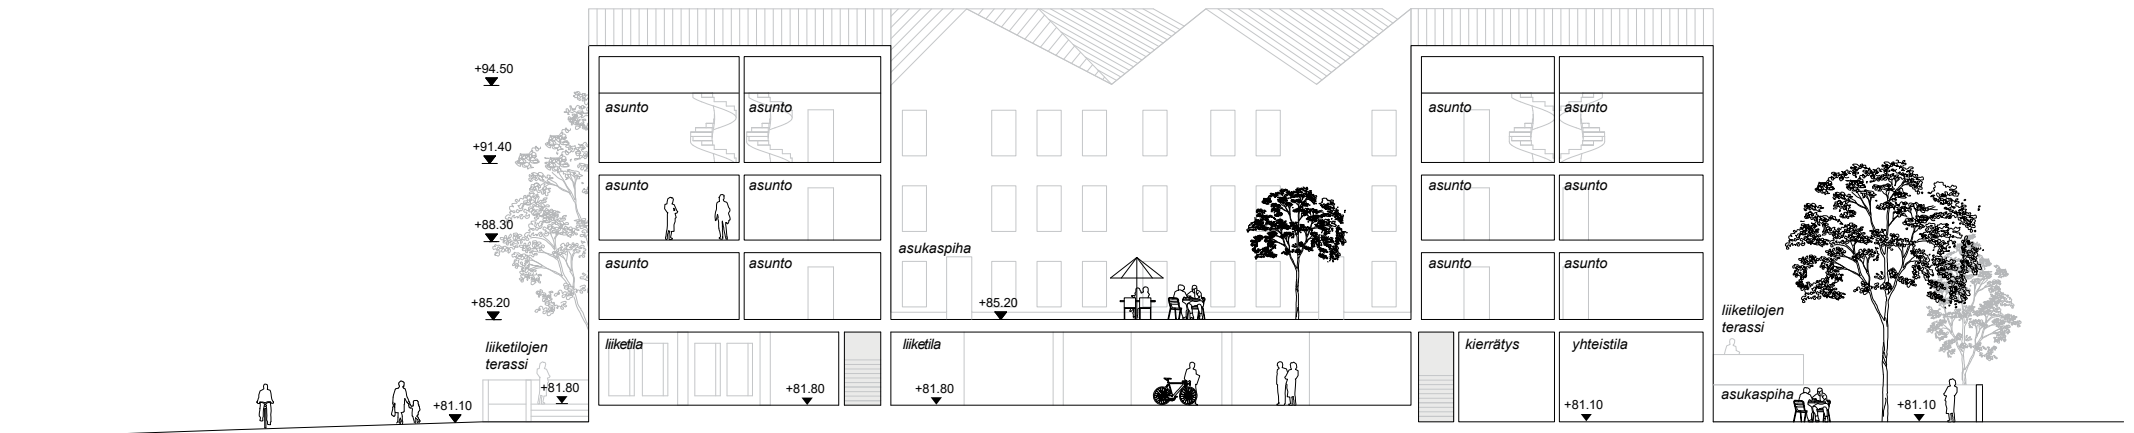 +94.50
asunto
asunto
asunto
asunto
+91.40
asunto
asunto
asunto
asunto
+88.30
asukaspiha
asunto
asunto
asunto
asunto
+85.20
+85.20
liiketilojen
terassi
liiketilojen
terassi
liiketila
liiketila
kierrätys
yhteistila
+81.80
+81.80
+81.80
asukaspiha
+81.10
+81.10
+81.10